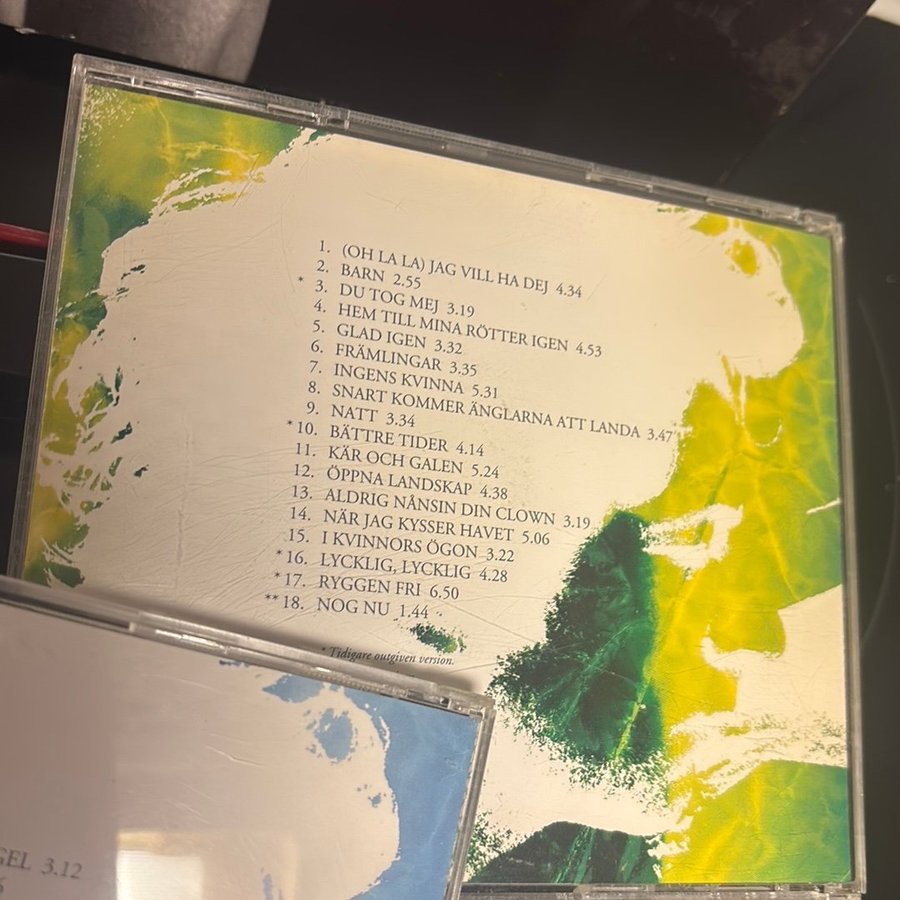 1. (OH LA LA) JAG VILL HA DEJ 4.34
2. BARN 2.55
* 3. DU TOG MEJ 3.19
4. HEM TILL MINA RÖTTER IGEN 4.53
5. GLAD IGEN 3.32
6. FRÄMLINGAR 3.35
7. INGENS KVINNA 5.31
8. SNART KOMMER ÄNGLARNA ATT LANDA 3.47
9. NATT 3.34
* 10. BÄTTRE TIDER 4.14
11. KÄR OCH GALEN 5.24
12. ÖPPNA LANDSKAP 4.38
13. ALDRIG NÅNSIN DIN CLOWN 3.19
14. NÄR JAG KYSSER HAVET 5.06
15. I KVINNORS ÖGON 3.22
* 16. LYCKLIG, LYCKLIG 4.28
* 17. RYGGEN FRI 6.50
** 18. NOG NU 1.44
* Tidigare outgiven version.
GEL 3.12